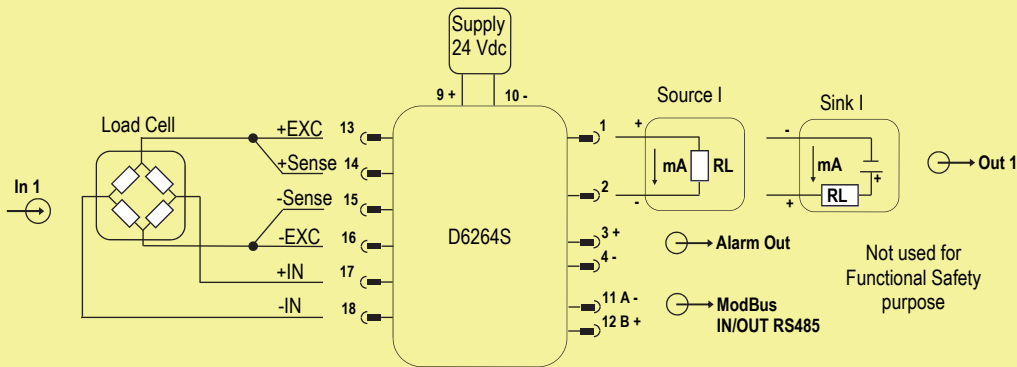 Supply
24 Vdc
9 +
10 -
Load Cell
In 1
+EXC
13
+Sense
14
-Sense
15
-EXC
16
+IN
17
-IN
18
D6264S
1
2
3 +
4 -
11 A -
12 B +
Source I
+
mA
RL
-
Sink I
-
mA
+
RL
+
Out 1
Alarm Out
ModBus
IN/OUT RS485
Not used for
Functional Safety
purpose